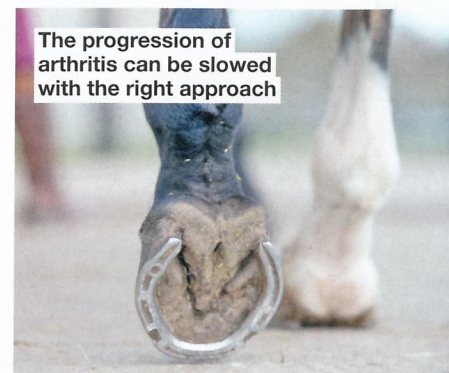 The progression of
arthritis can be slowed
with the right approach